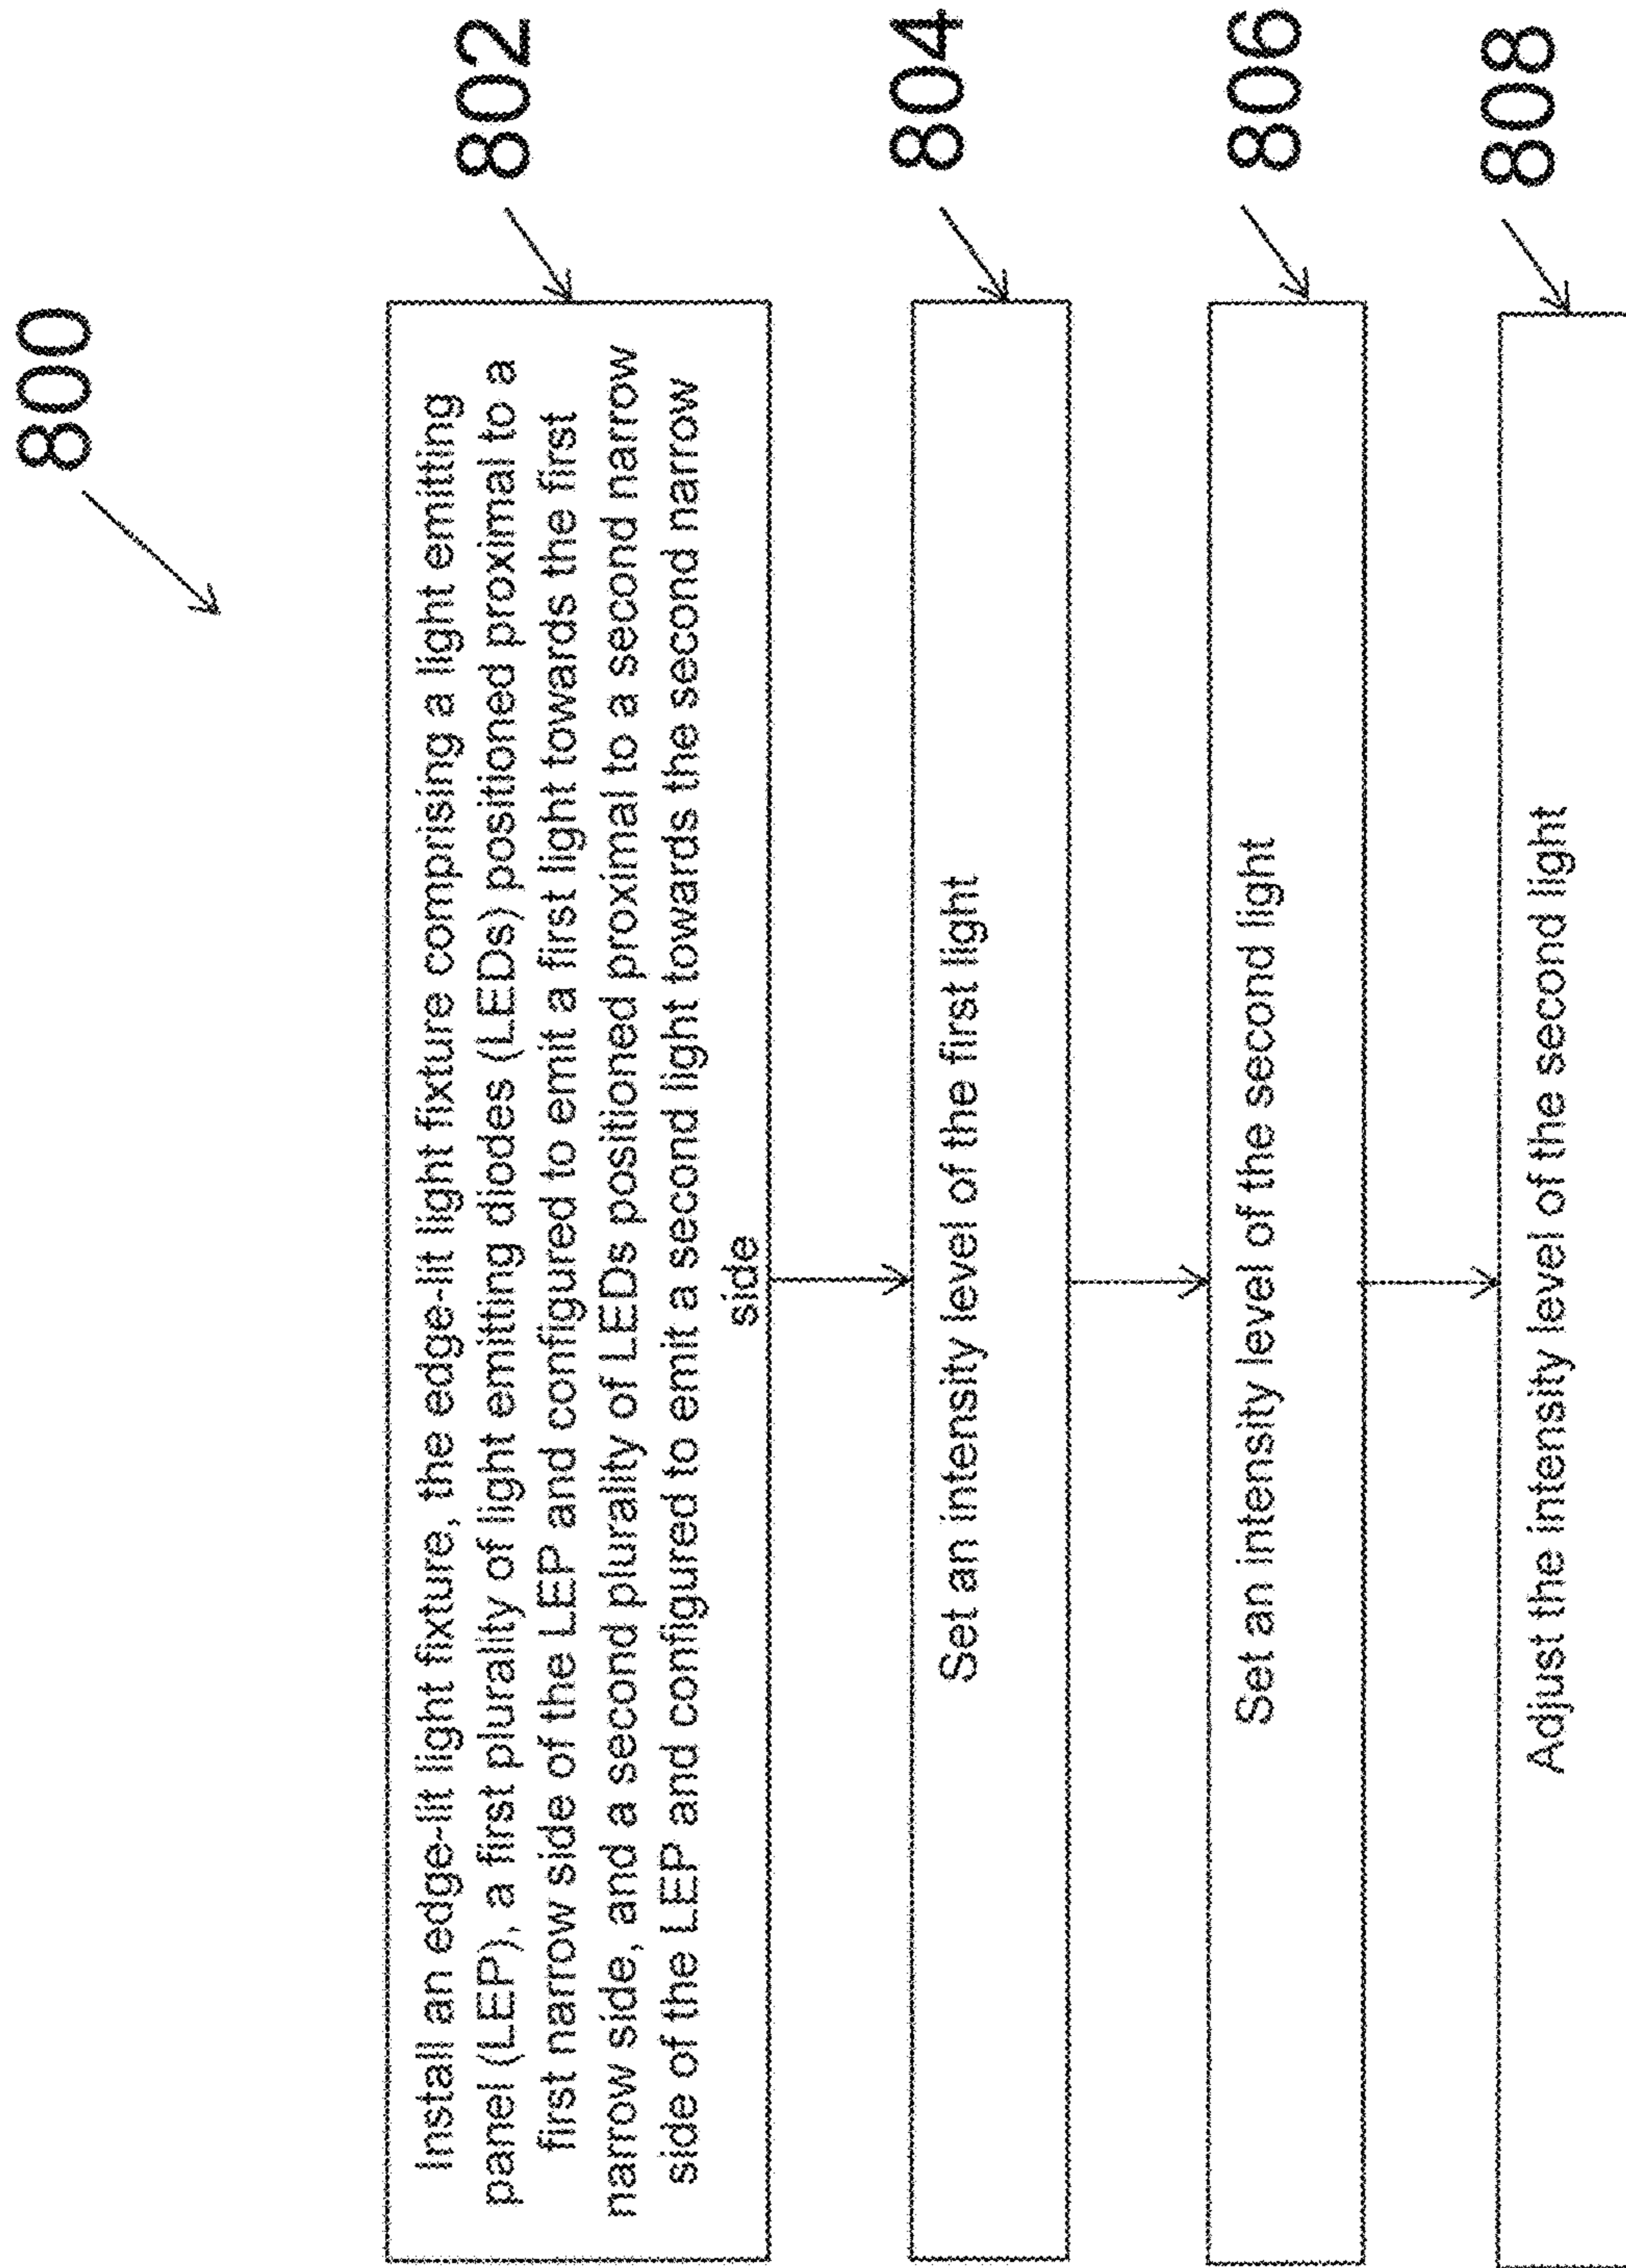 800
802
Install an edge-lit light fixture, the edge-lit light fixture comprising a light emitting
panel (LEP), a first plurality of light emitting diodes (LEDs) positioned proximal to a
first narrow side of the LEP and configured to emit a first light towards the first
narrow side, and a second plurality of LEDs positioned proximal to a second narrow
side of the LEP and configured to emit a second light towards the second narrow
side
804
Set an intensity level of the first light
806
Set an intensity level of the second light
808
Adjust the intensity level of the second light